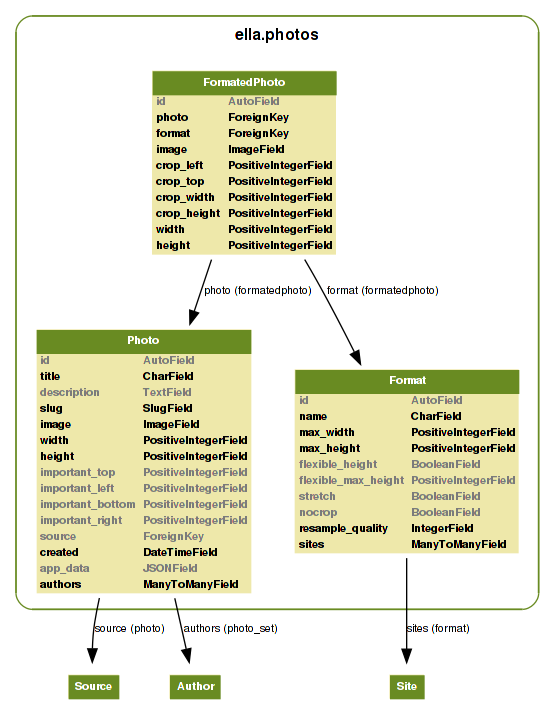 ella.photos
FormatedPhoto
id AutoField
photo ForeignKey
format ForeignKey
image ImageField
crop_left PositiveIntegerField
crop_top PositiveIntegerField
crop_width PositiveIntegerField
crop_height PositiveIntegerField
width PositiveIntegerField
height PositiveIntegerField
photo (formatedphoto)
format (formatedphoto)
Photo
id AutoField
title CharField
description TextField
slug SlugField
image ImageField
width PositiveIntegerField
height PositiveIntegerField
important_top PositiveIntegerField
important_left PositiveIntegerField
important_bottom PositiveIntegerField
important_right PositiveIntegerField
source ForeignKey
created DateTimeField
app_data JSONField
authors ManyToManyField
Format
id AutoField
name CharField
max_width PositiveIntegerField
max_height PositiveIntegerField
flexible_height BooleanField
flexible_max_height PositiveIntegerField
stretch BooleanField
nocrop BooleanField
resample_quality IntegerField
sites ManyToManyField
source (photo)
authors (photo_set)
sites (format)
Source
Author
Site